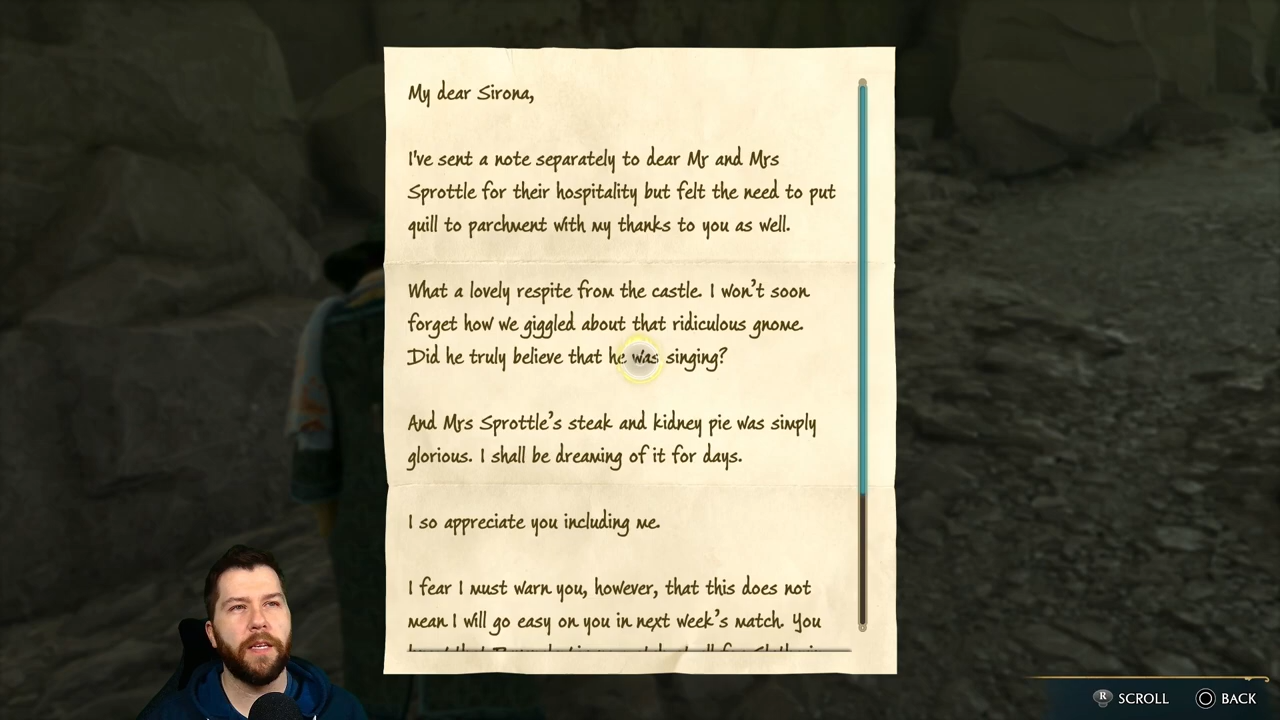 My dear Sirona,
I've sent a note separately to dear Mr and Mrs
Sprottle for their hospitality but felt the need to put
quill to parchment with my thanks to you as well.
What a lovely respite from the castle. I won't soon
forget how we giggled about that ridiculous gnome.
Did he truly believe that he was singing?
And Mrs Sprottle's steak and kidney pie was simply
glorious. I shall be dreaming of it for days.
I so appreciate you including me.
I fear I must warn you, however, that this does not
mean I will go easy on you in next week's match. You
R SCROLL
BACK